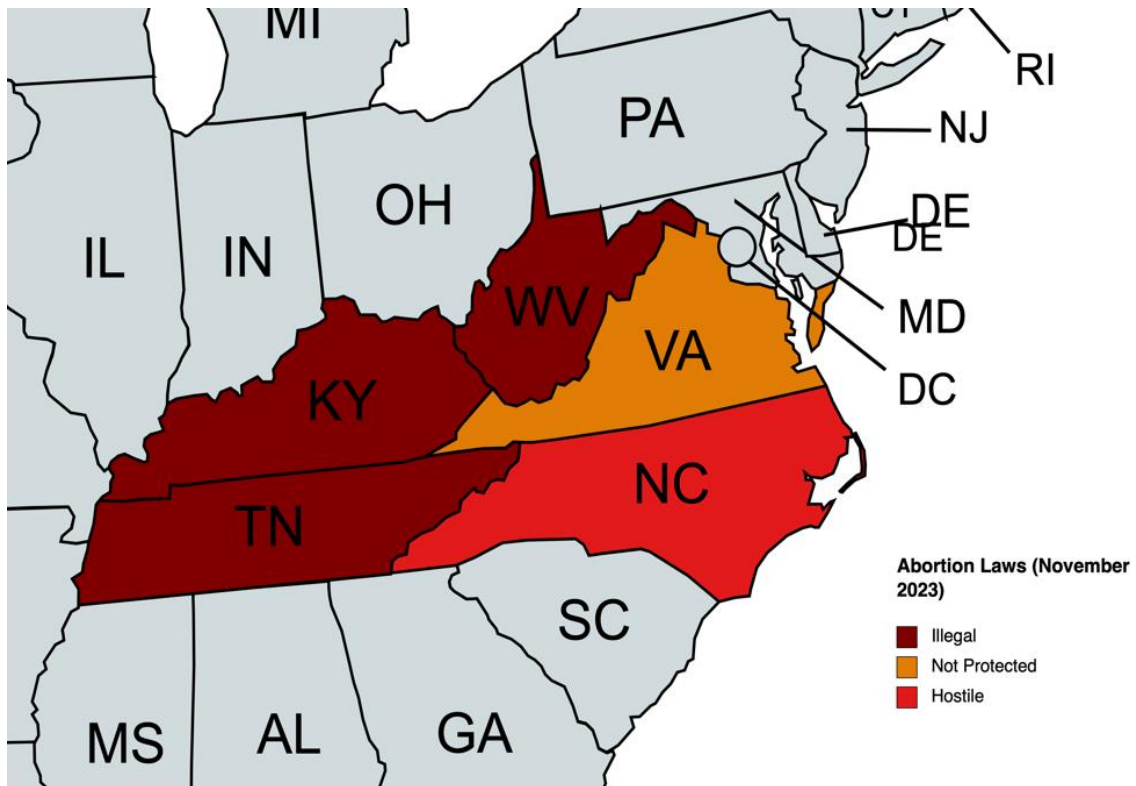 MI
CT
RI
PA
NJ
OH
DE
DE
IL
IN
WV
MD
VA
DC
KY
NC
TN
Abortion Laws (November
2023)
Illegal
SC
Not Protected
Hostile
MS
AL
GA